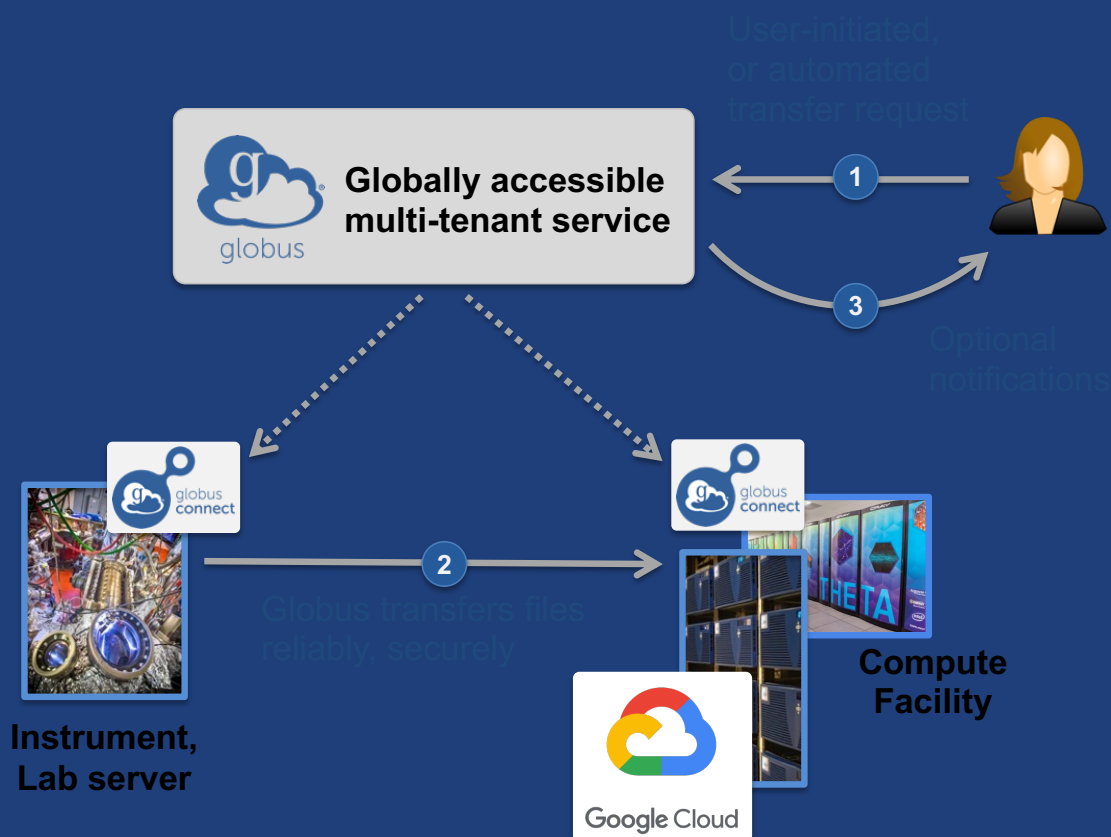 User-initiated,
or automated
transfer request
g
®
globus
Globally accessible
multi-tenant service
1
3
Optional
notifications
g
globus
connect
g
globus
connect
2
THETA
Globus transfers files
reliably, securely
Compute
Facility
Instrument,
Lab server
Google Cloud